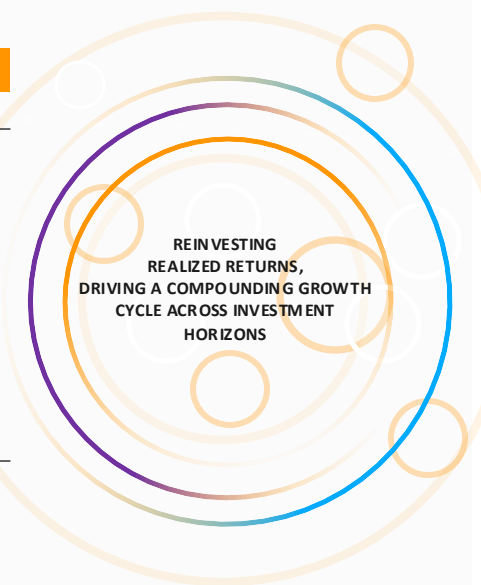 REINVESTING
REALIZED RETURNS,
DRIVING A COMPOUNDING GROWTH
CYCLE ACROSS INVESTMENT
HORIZONS